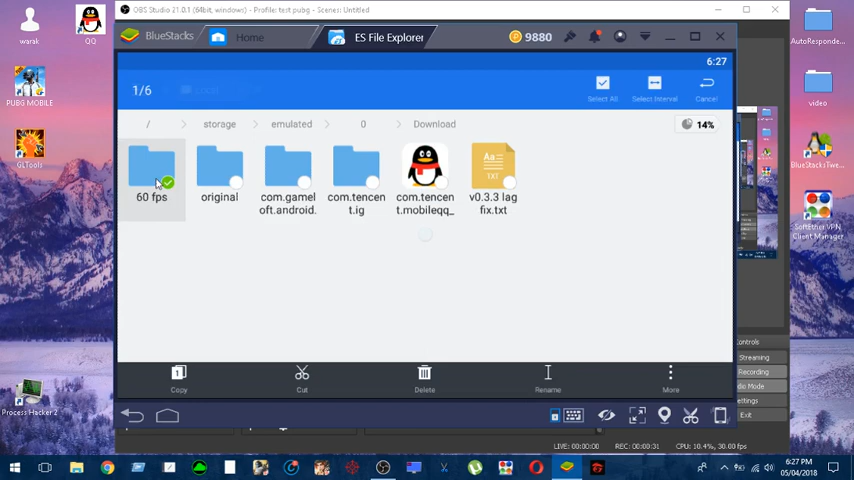 OBS Studio 21.0.1 (64bit, windows) - Profile: test pubg - Scenes: Untitled
warak
QQ
BlueStacks
Home
ES File Explorer
9880
AutoResponde...
6:27
1/6
Select All
Select Interval
Cancel
PUBG MOBILE
video
/
storage
emulated
0
Download
14%
Aa
TXT
GLTools
BlueStacksTwe...
60 fps
original
com.gamel
oft.android.
com.tencen
t.ig
com.tencen
t.mobileqq_
v0.3.3 lag
fix.txt
SoftEther VPN
Client Manager
ontrols
Streaming
Recording
dio Mode
ettings
Exit
1
Copy
Cut
Delete
Rename
More
Process Hacker 2
LIVE: 00:00:00
REC: 00:00:31
CPU: 10.4%, 30.00 fps
6:27 PM
05/04/2018